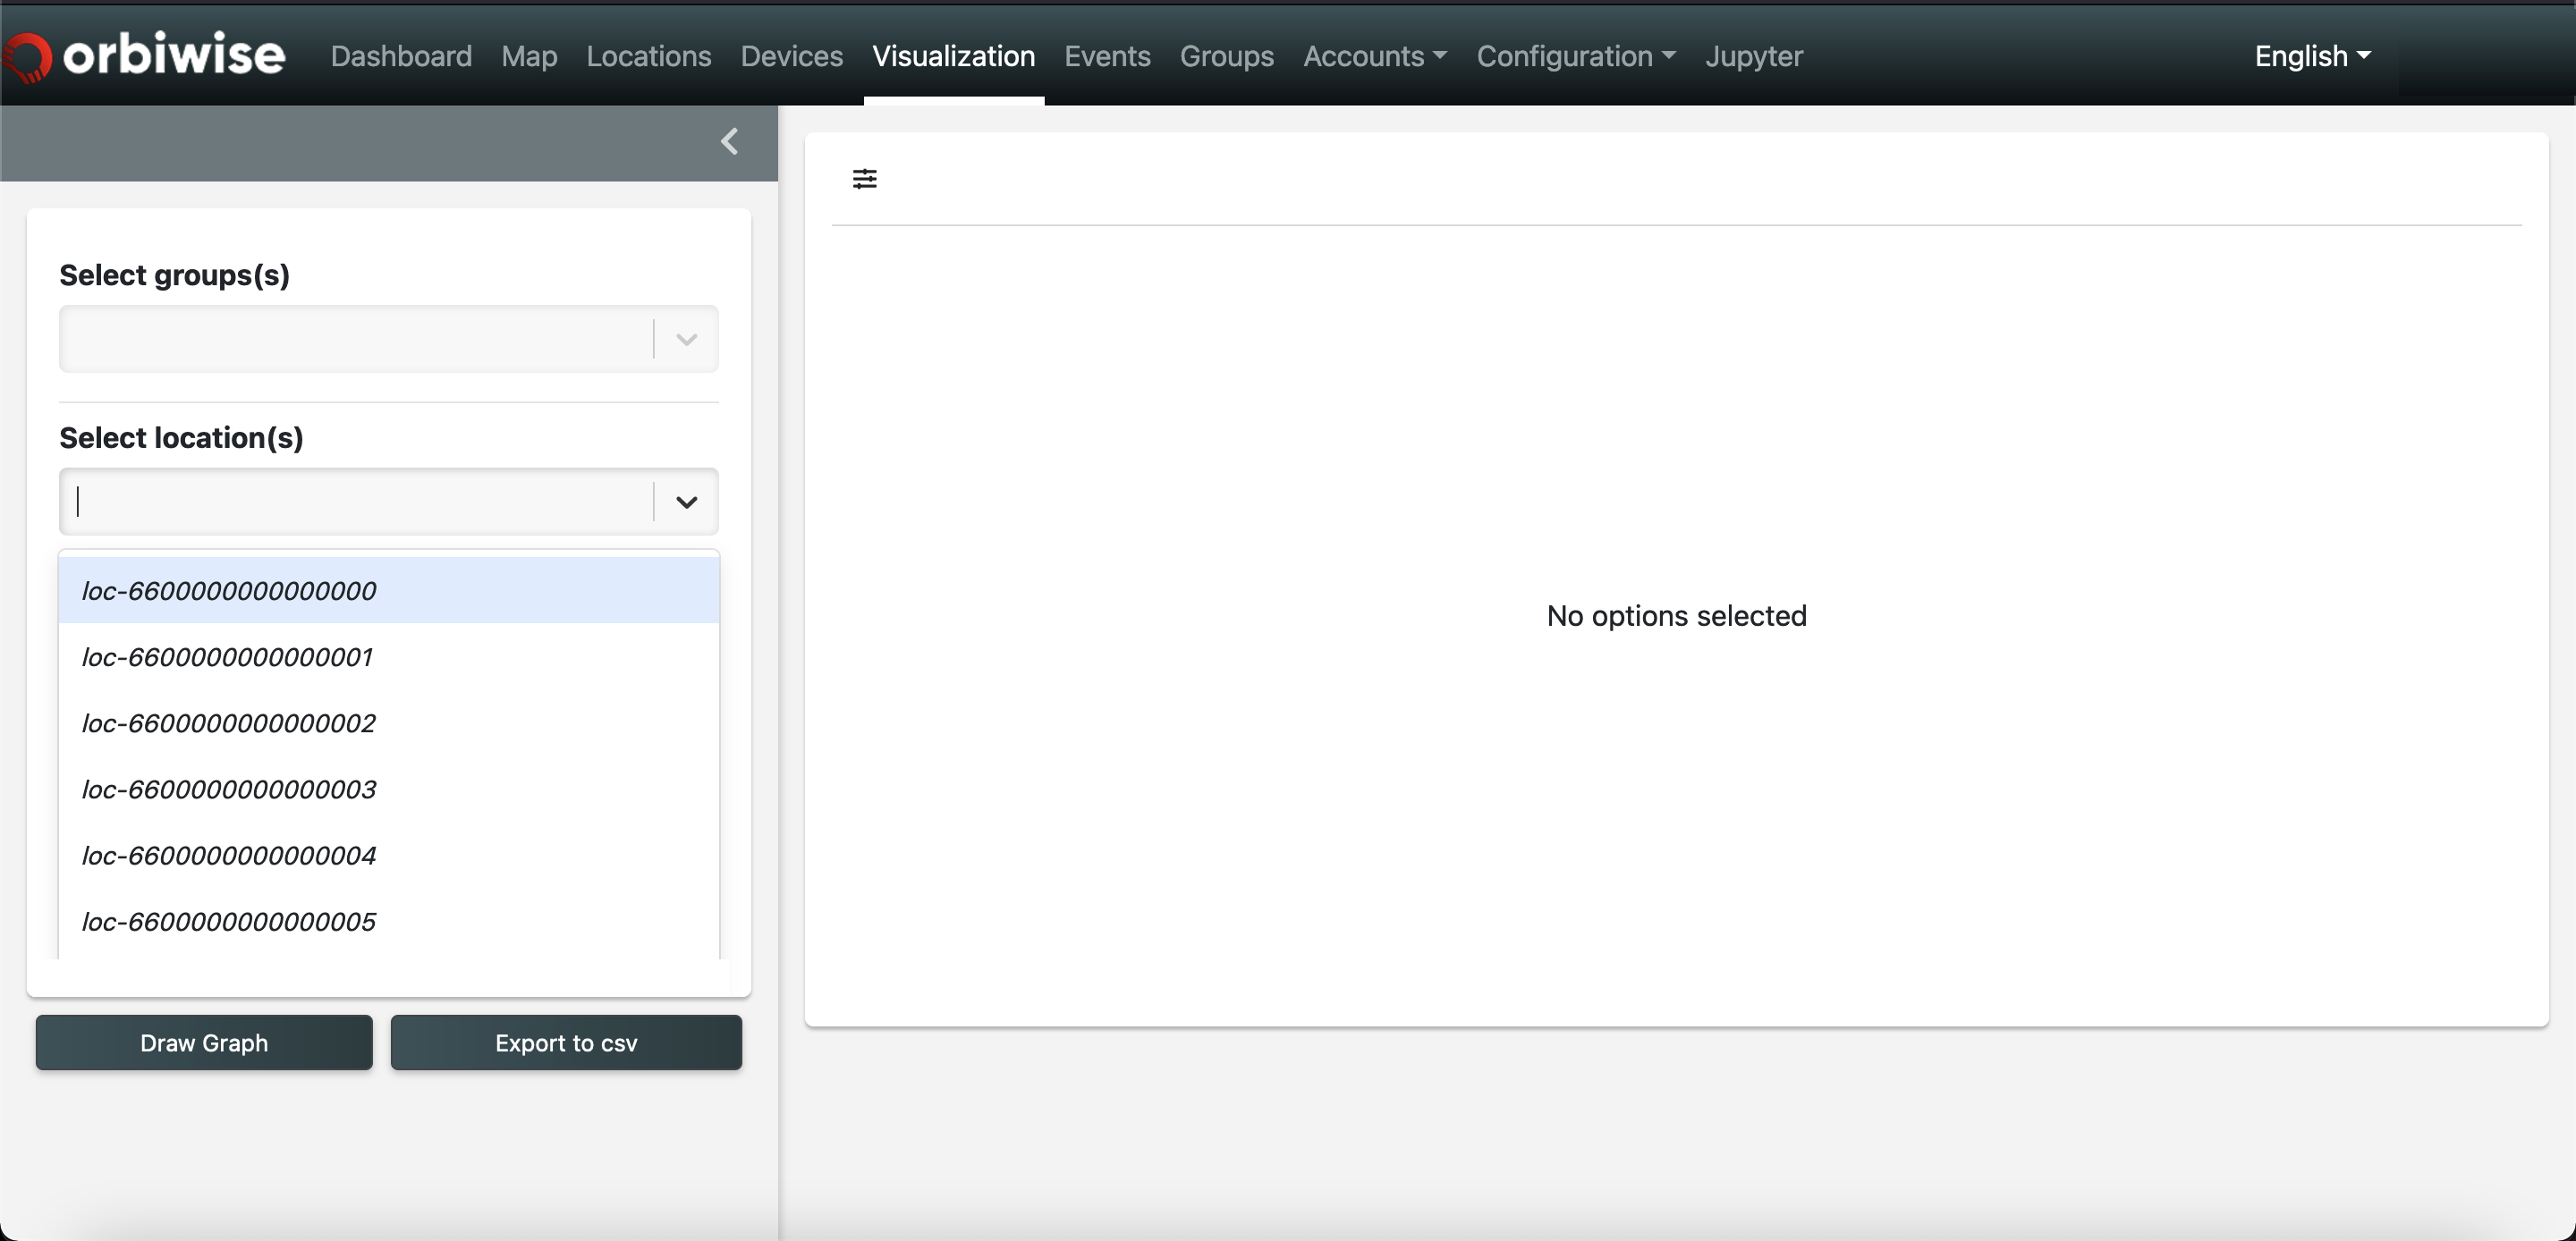 orbiwise Dashboard Map Locations Devices Visualization Events Groups Accounts Configuration Jupyter English
Select groups(s)
Select location(s)
loc-6600000000000000
loc-6600000000000001
loc-6600000000000002
loc-6600000000000003
loc-6600000000000004
loc-6600000000000005
Draw Graph Export to csv
No options selected